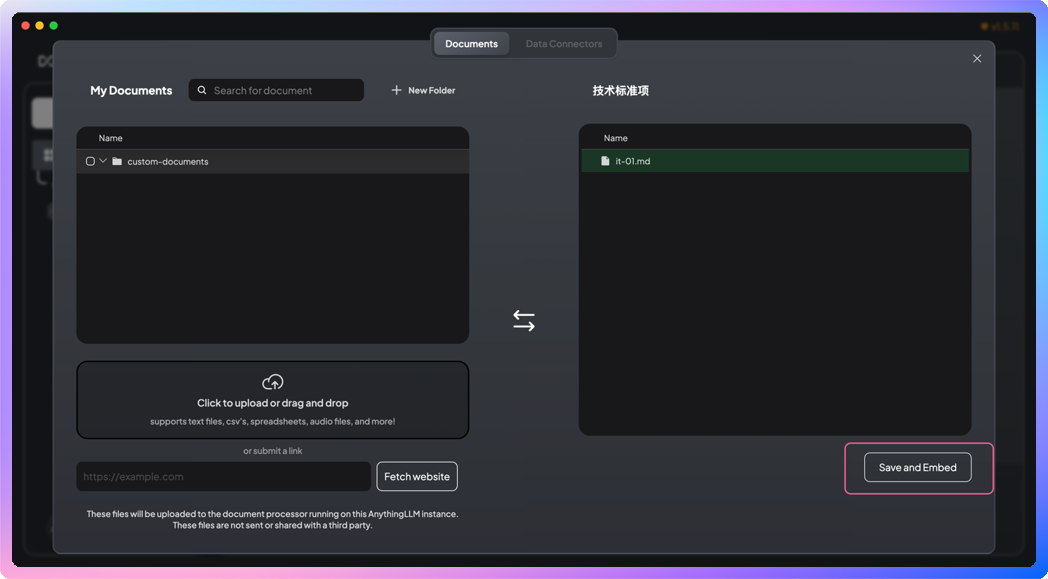 v1.5.11
Documents
Data Connectors
My Documents
Search for document
New Folder
技术标准项
Name
custom-documents
Name
it-01.md
Click to upload or drag and drop
supports text files, csv's, spreadsheets, audio files, and more!
or submit a link
https://example.com
Fetch website
Save and Embed
These files will be uploaded to the document processor running on this AnythingLLM instance.
These files are not sent or shared with a third party.